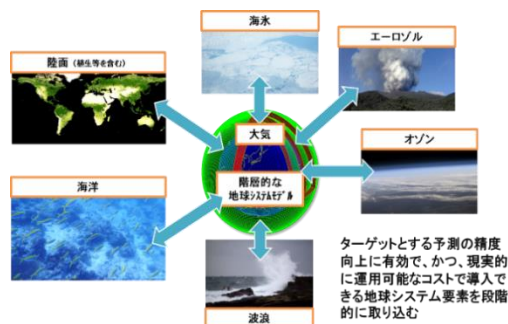 海氷
エーロゾル
陸面（植生等を含む）
大気
オゾン
階層的な
地球システムモデル
海洋
波浪
ターゲットとする予測の精度
向上に有効で、かつ、現実的
に運用可能なコストで導入で
きる地球システム要素を段階
的に取り込む